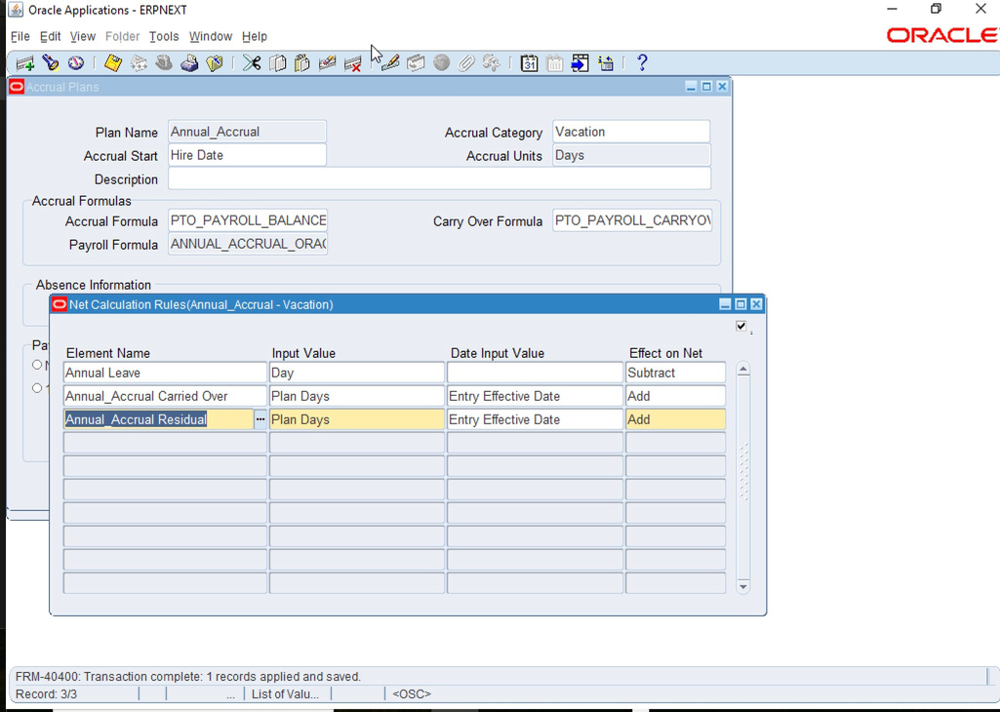 Oracle Applications - ERPNEXT
File Edit View Folder Tools Window Help
ORACLE
31
?
Accrual Plans
Plan Name Annual_Accrual Accrual Category Vacation
Accrual Start Hire Date Accrual Units Days
Description
Accrual Formulas
Accrual Formula PTO_PAYROLL_BALANCE Carry Over Formula PTO_PAYROLL_CARRYOV
Payroll Formula ANNUAL_ACCRUAL_ORAC
Absence Information
Net Calculation Rules(Annual_Accrual - Vacation)
Pa
Element Name Input Value Date Input Value Effect on Net
Annual Leave Day Subtract
Annual_Accrual Carried Over Plan Days Entry Effective Date Add
Annual_Accrual Residual ... Plan Days Entry Effective Date Add
FRM-40400: Transaction complete: 1 records applied and saved.
Record: 3/3 ... List of Valu... <OSC>